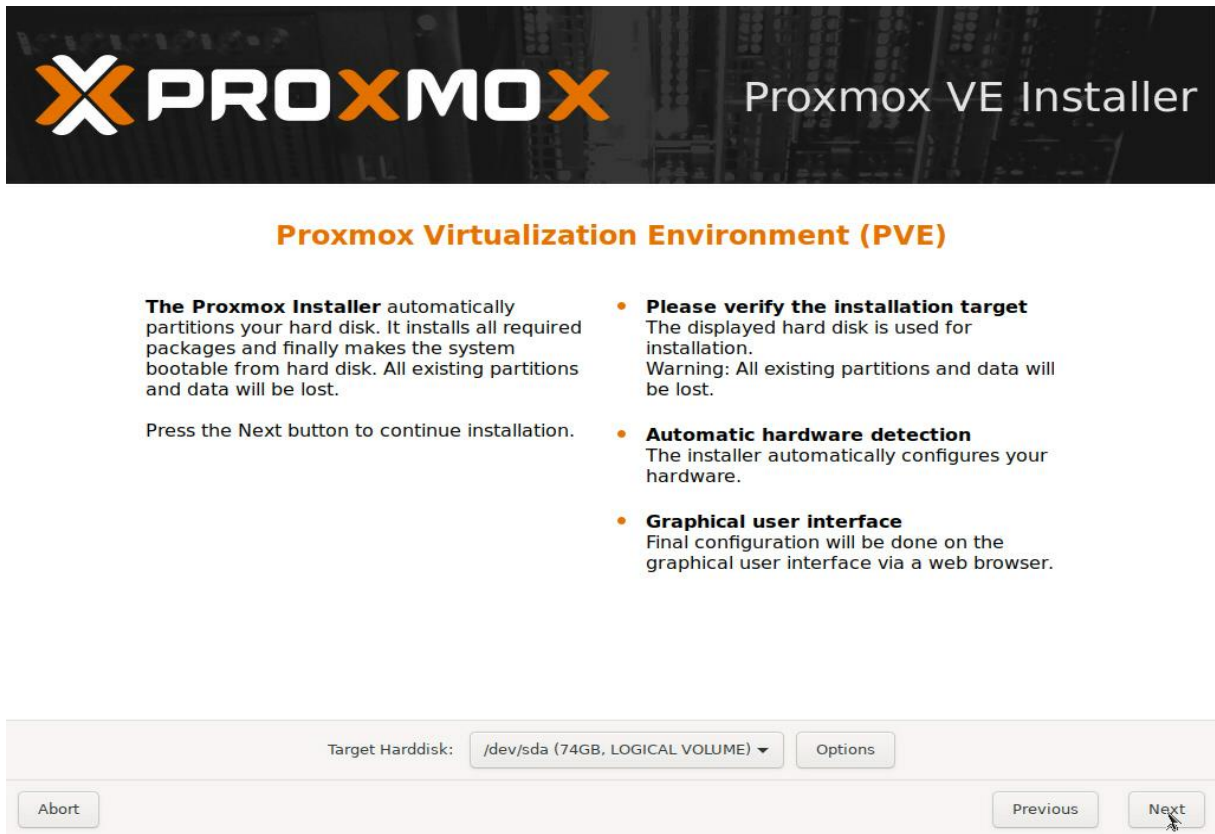 PROXMOX
Proxmox VE Installer
Proxmox Virtualization Environment (PVE)
The Proxmox Installer automatically
partitions your hard disk. It installs all required
packages and finally makes the system
bootable from hard disk. All existing partitions
and data will be lost.
Press the Next button to continue installation.
Please verify the installation target
The displayed hard disk is used for
installation.
Warning: All existing partitions and data will
be lost.
Automatic hardware detection
The installer automatically configures your
hardware.
Graphical user interface
Final configuration will be done on the
graphical user interface via a web browser.
Target Harddisk: /dev/sda (74GB, LOGICAL VOLUME) Options
Abort Previous Next